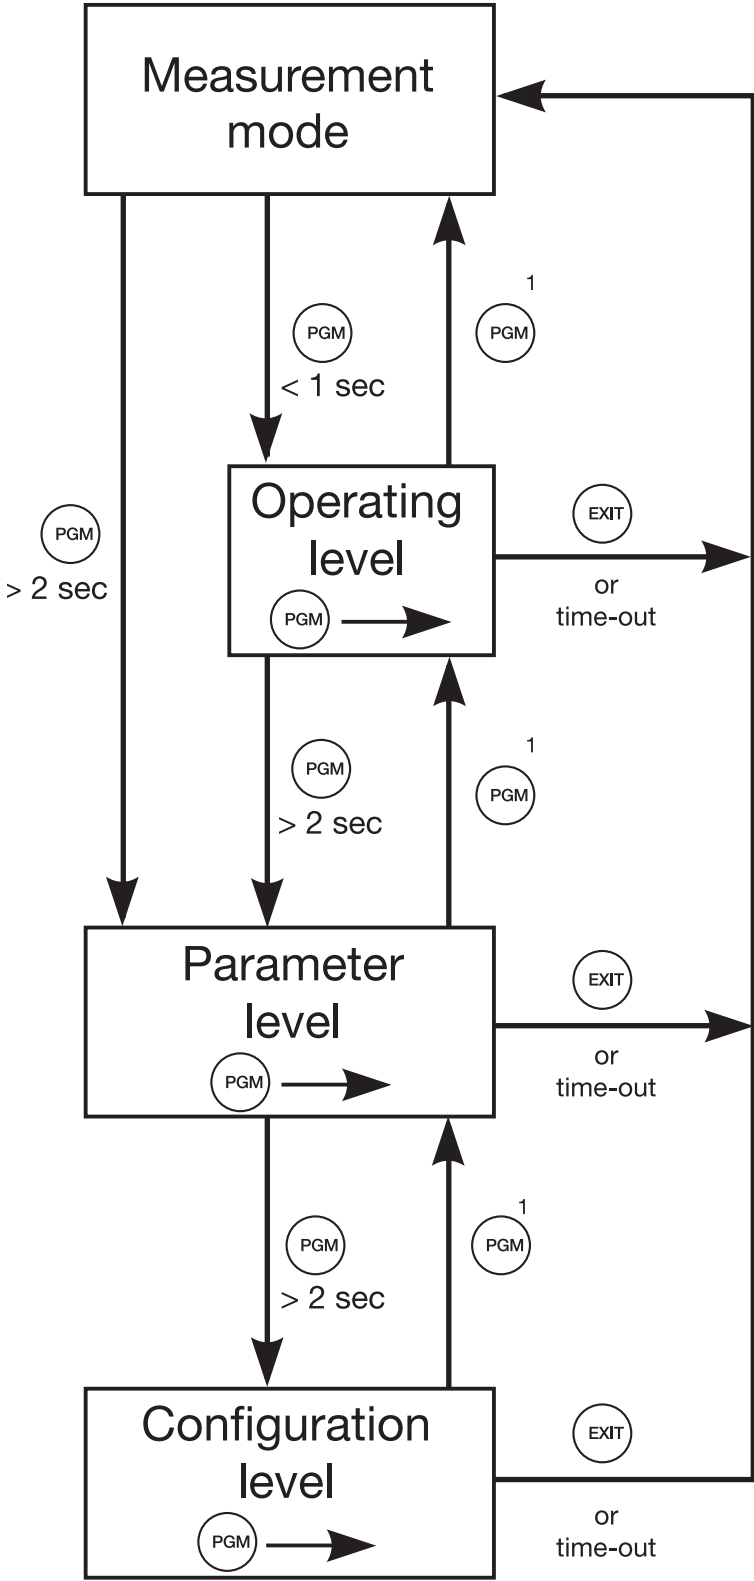 Measurement
mode
1
PGM
PGM
< 1 sec
Operating
level
PGM
EXIT
or
time-out
PGM
> 2 sec
PGM
> 2 sec
1
PGM
Parameter
level
PGM
EXIT
or
time-out
PGM
> 2 sec
1
PGM
Configuration
level
PGM
EXIT
or
time-out